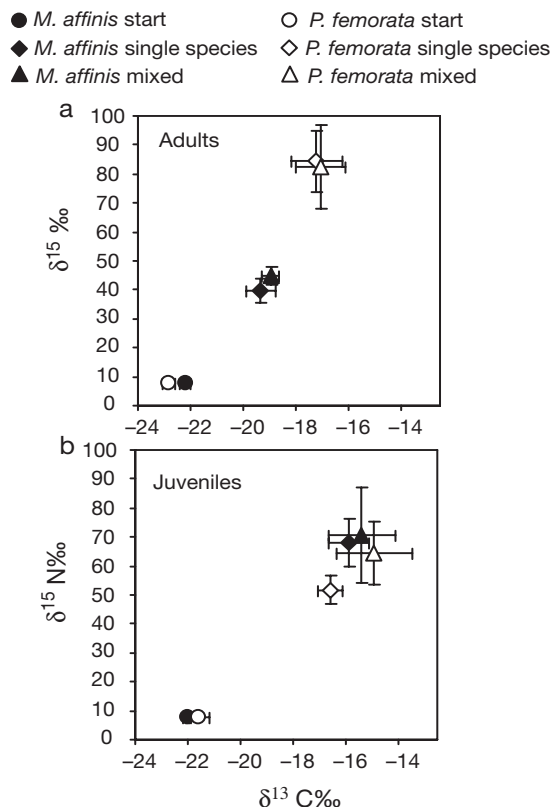 M. affinis start P. femorata start
M. affinis single species P. femorata single species
M. affinis mixed P. femorata mixed
a
Adults
δ¹⁵ ‰
100
90
80
70
60
50
40
30
20
10
0
−24 −22 −20 −18 −16 −14
b
Juveniles
δ¹⁵ N‰
100
90
80
70
60
50
40
30
20
10
0
−24 −22 −20 −18 −16 −14
δ¹³ C‰